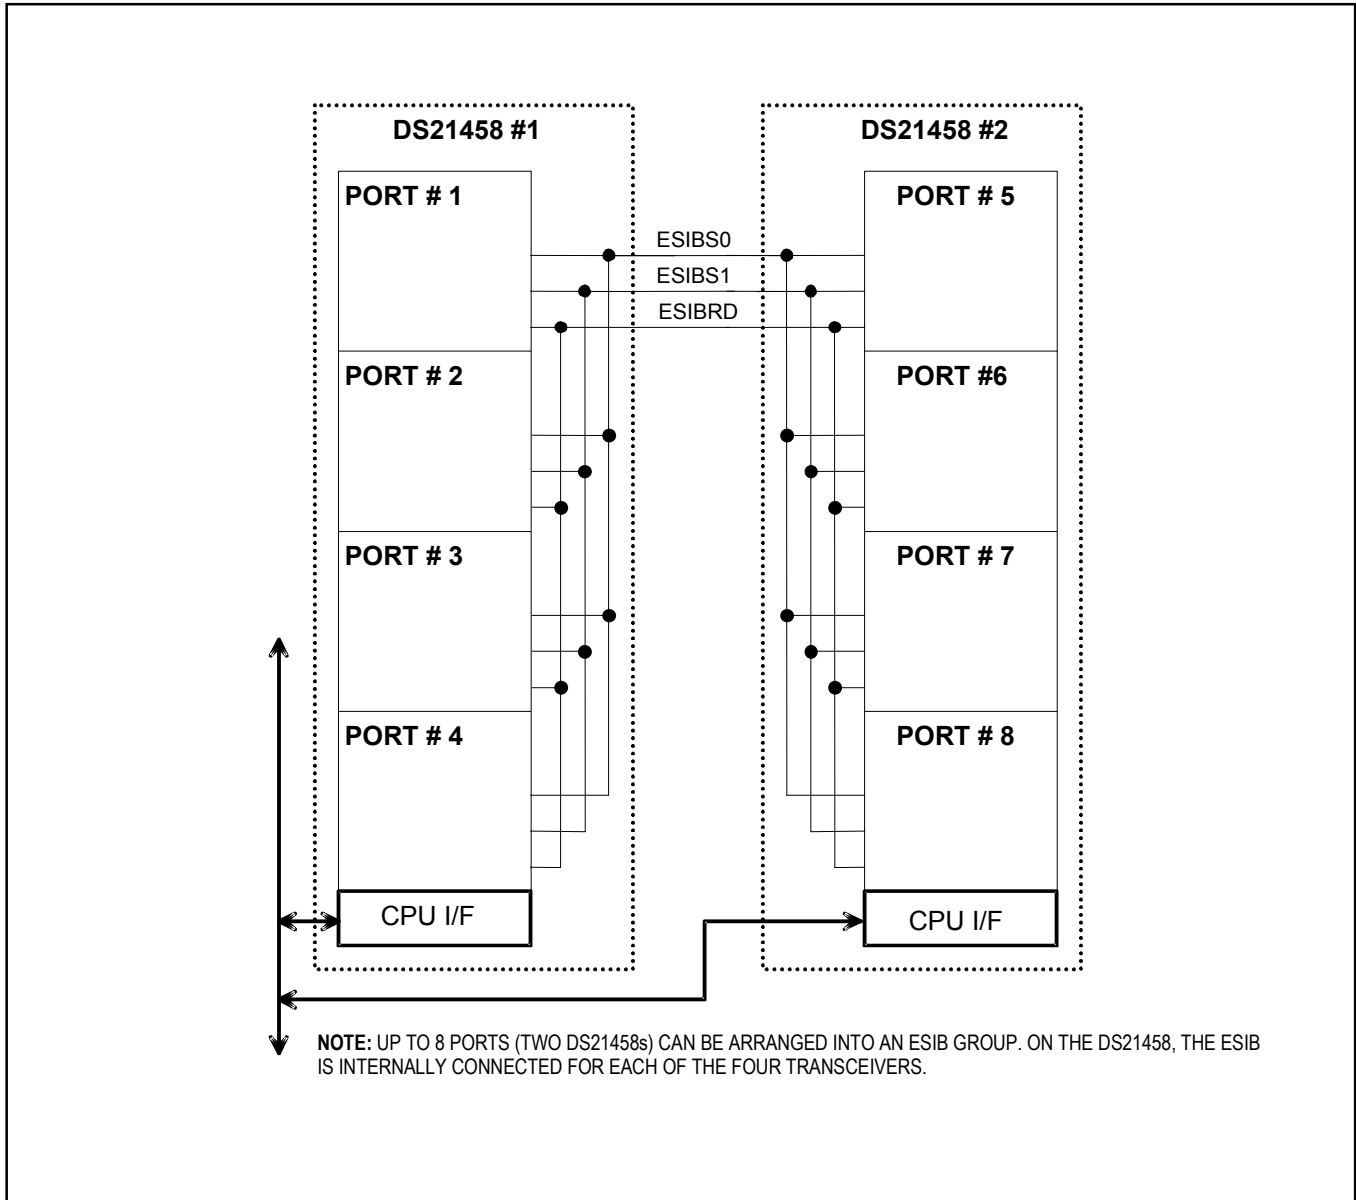 DS21458 #1
DS21458 #2
PORT # 1
PORT # 5
ESIBS0
ESIBS1
ESIBRD
PORT # 2
PORT #6
PORT # 3
PORT # 7
PORT # 4
PORT # 8
CPU I/F
CPU I/F
NOTE: UP TO 8 PORTS (TWO DS21458s) CAN BE ARRANGED INTO AN ESIB GROUP. ON THE DS21458, THE ESIB
IS INTERNALLY CONNECTED FOR EACH OF THE FOUR TRANSCEIVERS.